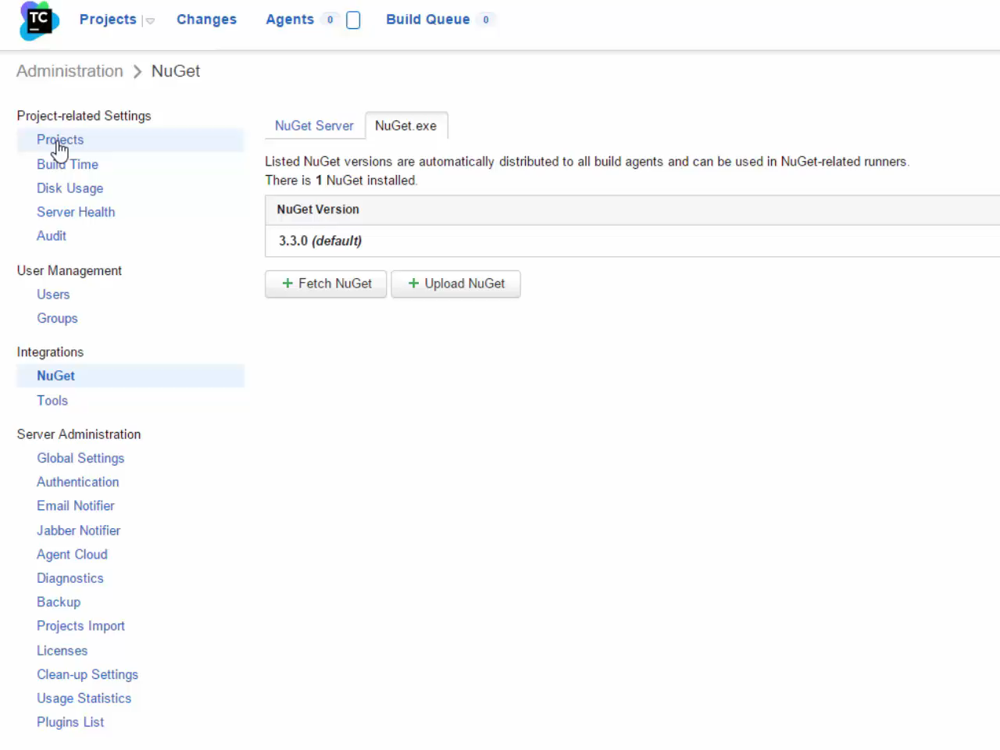 TC
Projects
Changes
Agents 0
Build Queue 0
Administration > NuGet
Project-related Settings
Projects
Build Time
Disk Usage
Server Health
Audit
User Management
Users
Groups
Integrations
NuGet
Tools
Server Administration
Global Settings
Authentication
Email Notifier
Jabber Notifier
Agent Cloud
Diagnostics
Backup
Projects Import
Licenses
Clean-up Settings
Usage Statistics
Plugins List
NuGet Server
NuGet.exe
Listed NuGet versions are automatically distributed to all build agents and can be used in NuGet-related runners.
There is 1 NuGet installed.
NuGet Version
3.3.0 (default)
+ Fetch NuGet
+ Upload NuGet